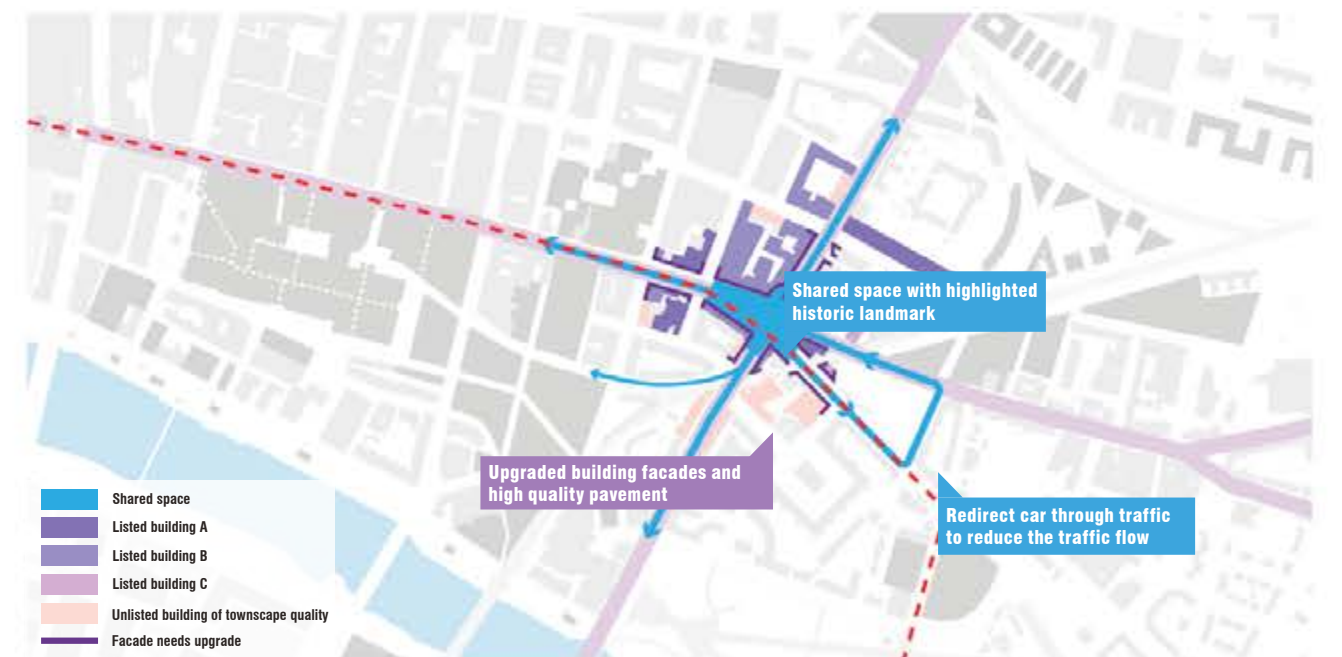 Shared space with highlighted
historic landmark
Upgraded building facades and
high quality pavement
Redirect car through traffic
to reduce the traffic flow
Shared space
Listed building A
Listed building B
Listed building C
Unlisted building of townscape quality
Facade needs upgrade